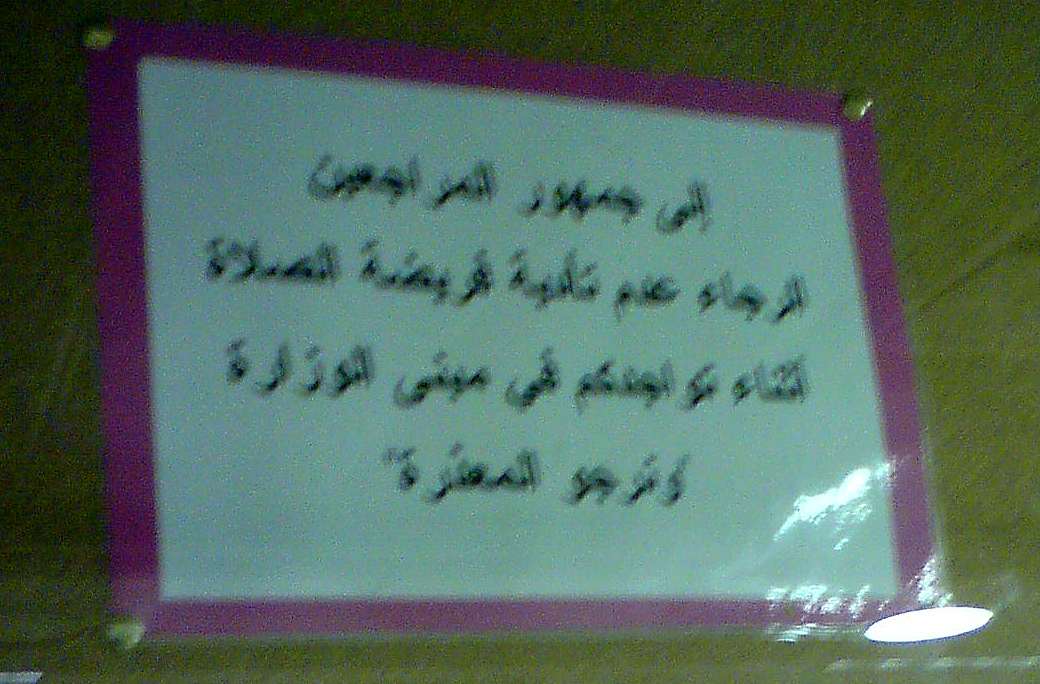 إلى جمهور المراجعين
الرجاء عدم تأدية فريضة الصلاة
أثناء تواجدكم في مبنى الوزارة
ونرجو المعذرة